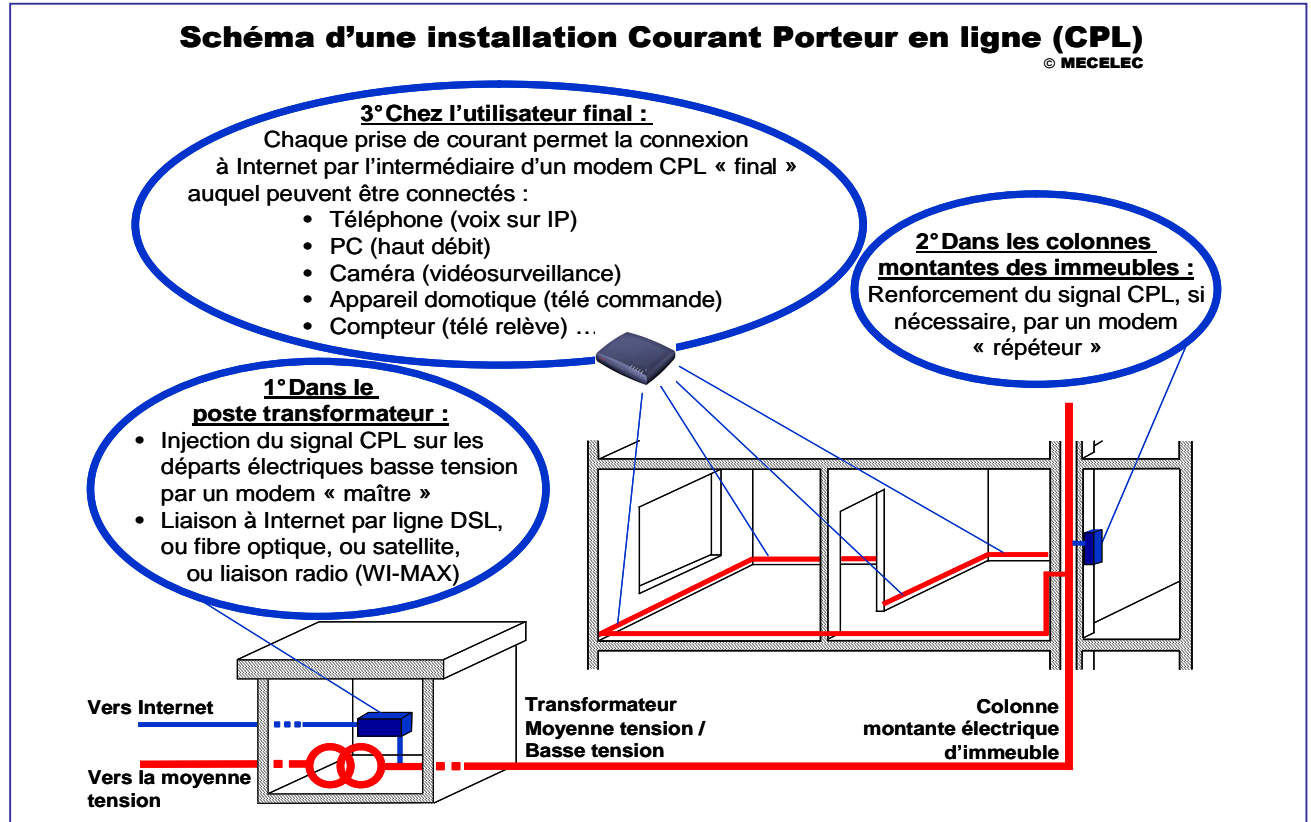 Schéma d’une installation Courant Porteur en ligne (CPL)
© MECELEC
3° Chez l’utilisateur final :
Chaque prise de courant permet la connexion
à Internet par l’intermédiaire d’un modem CPL « final »
auquel peuvent être connectés :
• Téléphone (voix sur IP)
• PC (haut débit)
• Caméra (vidéosurveillance)
• Appareil domotique (télé commande)
• Compteur (télé relève) …
2° Dans les colonnes
montantes des immeubles :
Renforcement du signal CPL, si
nécessaire, par un modem
« répéteur »
1° Dans le
poste transformateur :
• Injection du signal CPL sur les
départs électriques basse tension
par un modem « maître »
• Liaison à Internet par ligne DSL,
ou fibre optique, ou satellite,
ou liaison radio (WI-MAX)
Vers Internet
Vers la moyenne
tension
Transformateur
Moyenne tension /
Basse tension
Colonne
montante électrique
d’immeuble